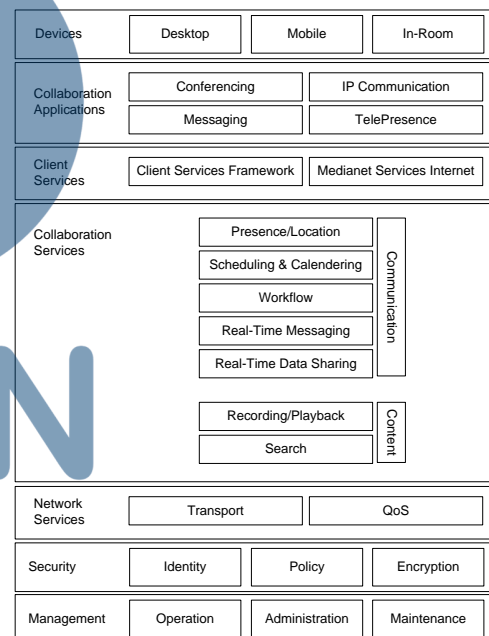 Devices
Desktop
Mobile
In-Room
Collaboration
Applications
Conferencing
IP Communication
Messaging
TelePresence
Client
Services
Client Services Framework
Medianet Services Internet
Collaboration
Services
Presence/Location
Scheduling & Calendering
Workflow
Real-Time Messaging
Real-Time Data Sharing
Communication
Recording/Playback
Search
Content
Network
Services
Transport
QoS
Security
Identity
Policy
Encryption
Management
Operation
Administration
Maintenance
N